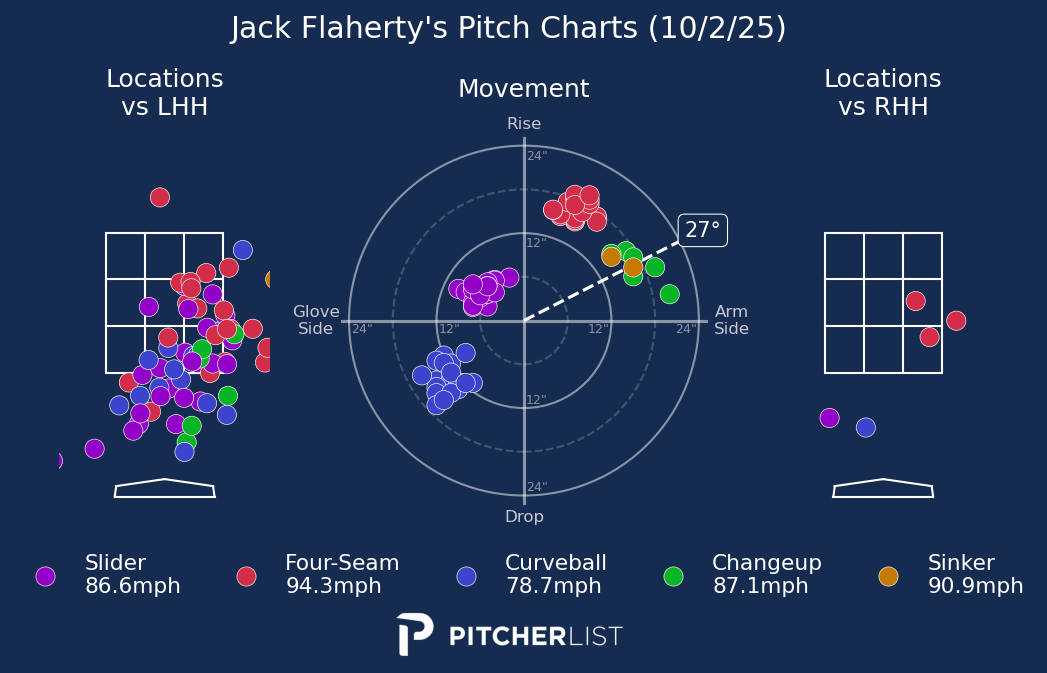 Jack Flaherty's Pitch Charts (10/2/25)
Locations
vs LHH
Movement
Locations
vs RHH
Rise
24"
27°
12"
Glove
Side
24"
12"
12"
24"
Arm
Side
12"
24"
Drop
Slider
86.6mph
Four-Seam
94.3mph
Curveball
78.7mph
Changeup
87.1mph
Sinker
90.9mph
PITCHERLIST